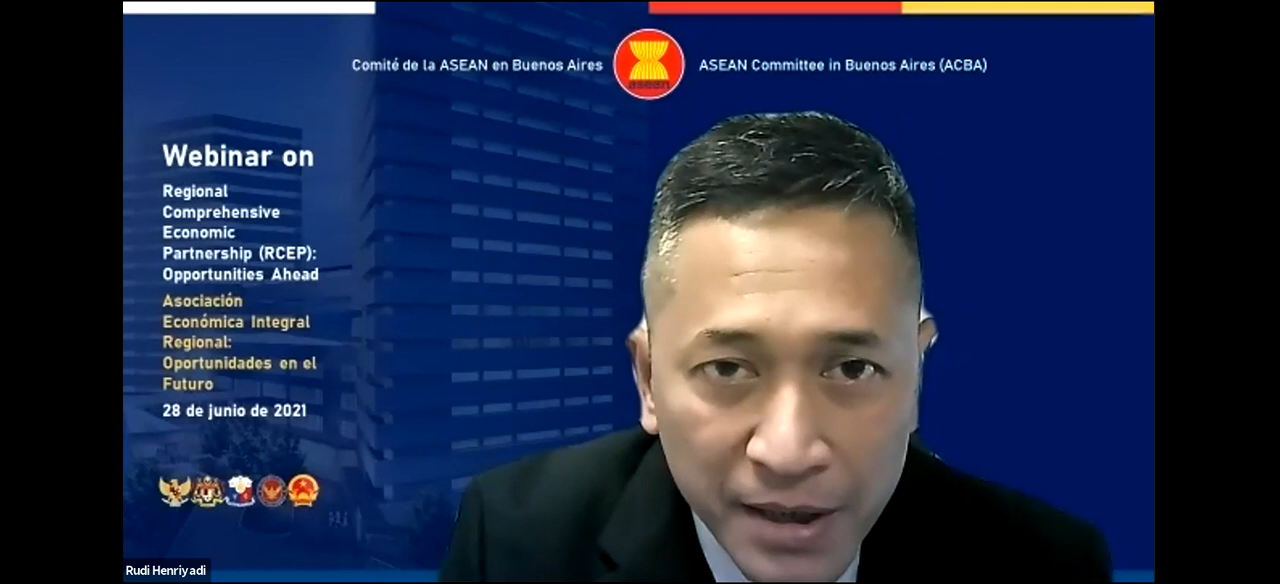 Comité de la ASEAN en Buenos Aires
asean
ASEAN Committee in Buenos Aires (ACBA)
Webinar on
Regional
Comprehensive
Economic
Partnership (RCEP):
Opportunities Ahead
Asociación
Económica Integral
Regional:
Oportunidades en el
Futuro
28 de junio de 2021
Rudi Henriyadi